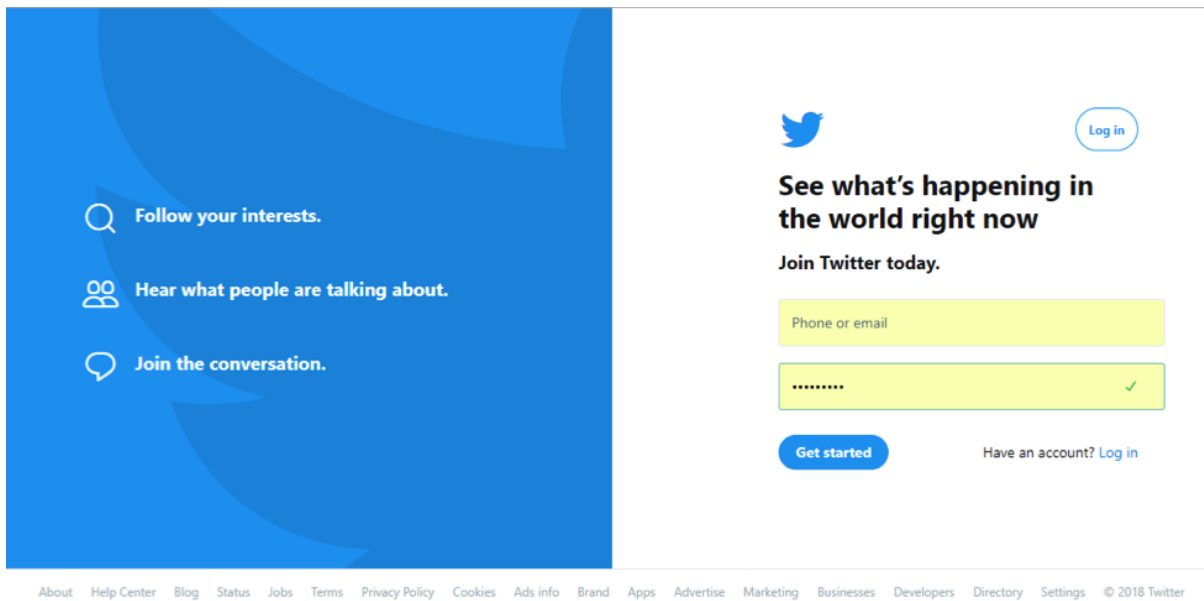 Follow your interests.
Hear what people are talking about.
Join the conversation.
Log in
See what's happening in
the world right now
Join Twitter today.
Phone or email
•••••••••
Get started
Have an account? Log in
About Help Center Blog Status Jobs Terms Privacy Policy Cookies Ads info Brand Apps Advertise Marketing Businesses Developers Directory Settings © 2018 Twitter